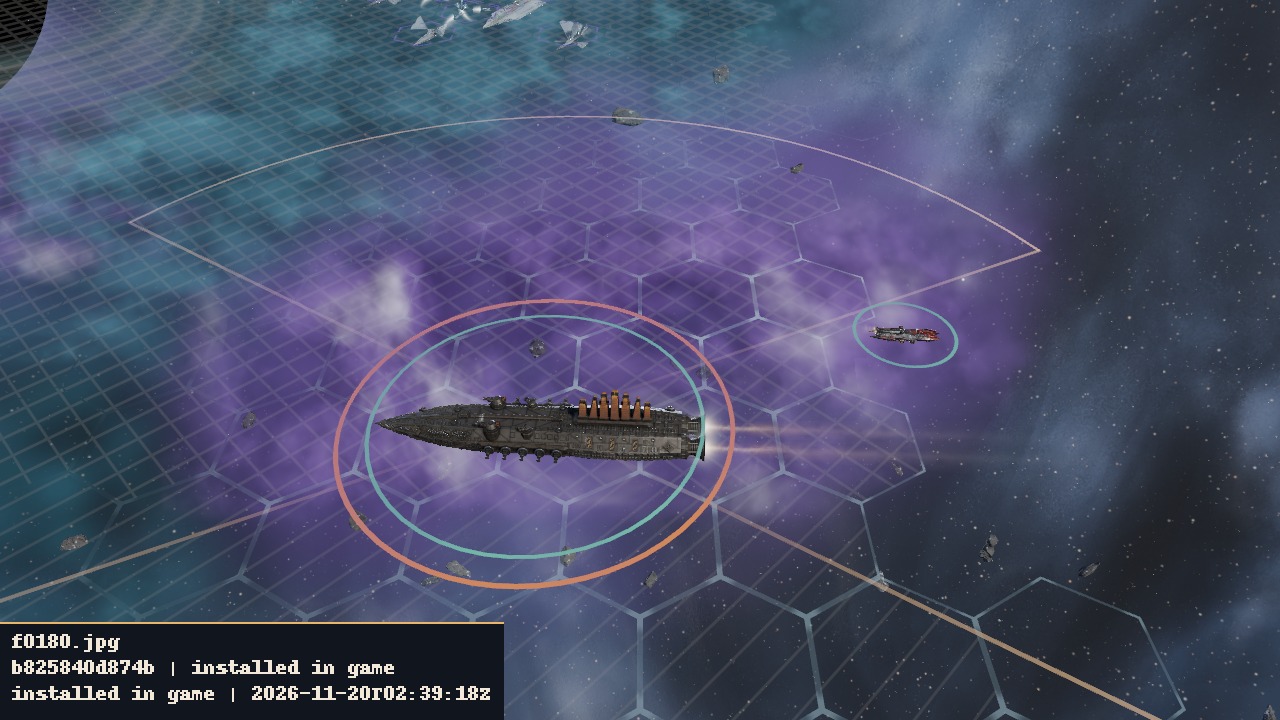 f0180.jpg
b825840d874b | installed in game
installed in game | 2026-11-20T02:39:18Z